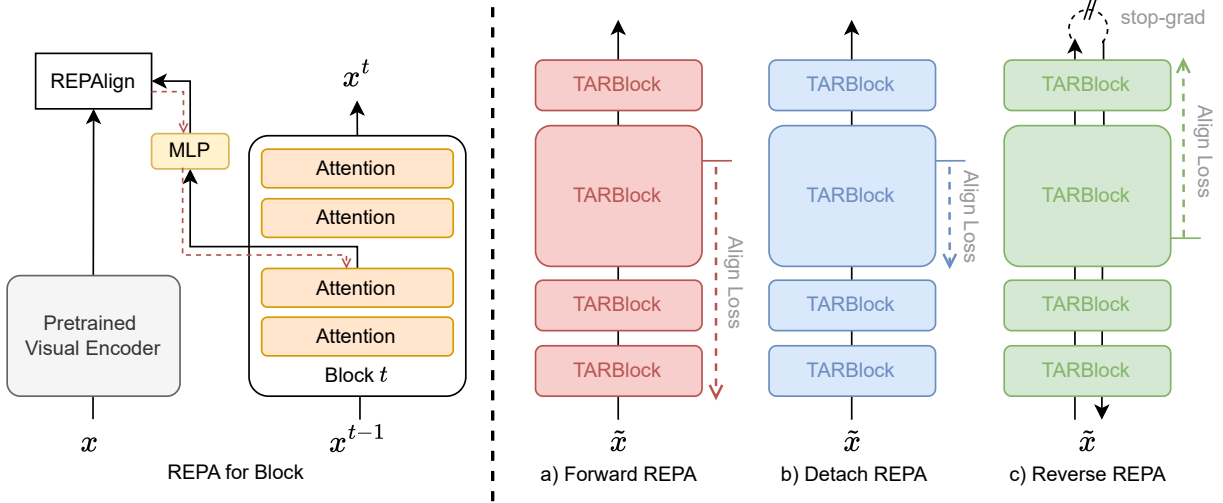 REPAlign
MLP
Pretrained
Visual Encoder
x
x^t
Attention
Attention
Attention
Attention
Block t
x^{t-1}
REPA for Block
TARBlock
TARBlock
TARBlock
TARBlock
Align Loss
x̃
a) Forward REPA
TARBlock
TARBlock
TARBlock
TARBlock
Align Loss
x̃
b) Detach REPA
stop-grad
TARBlock
TARBlock
TARBlock
TARBlock
Align Loss
x̃
c) Reverse REPA